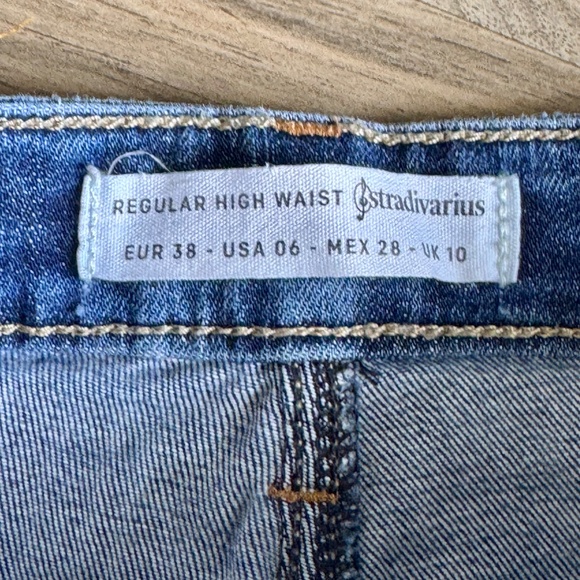 REGULAR HIGH WAIST stradivarius
EUR 38 - USA 06 - MEX 28 - UK 10